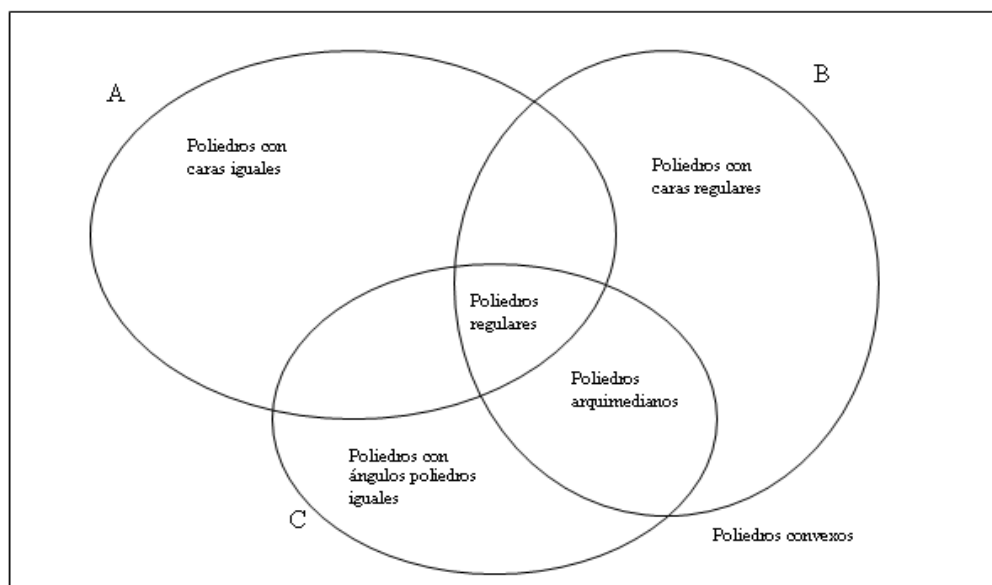 A
B
Poliedros con
caras iguales
Poliedros con
caras regulares
Poliedros
regulares
Poliedros
arquimedianos
Poliedros con
ángulos poliedros
iguales
C
Poliedros convexos